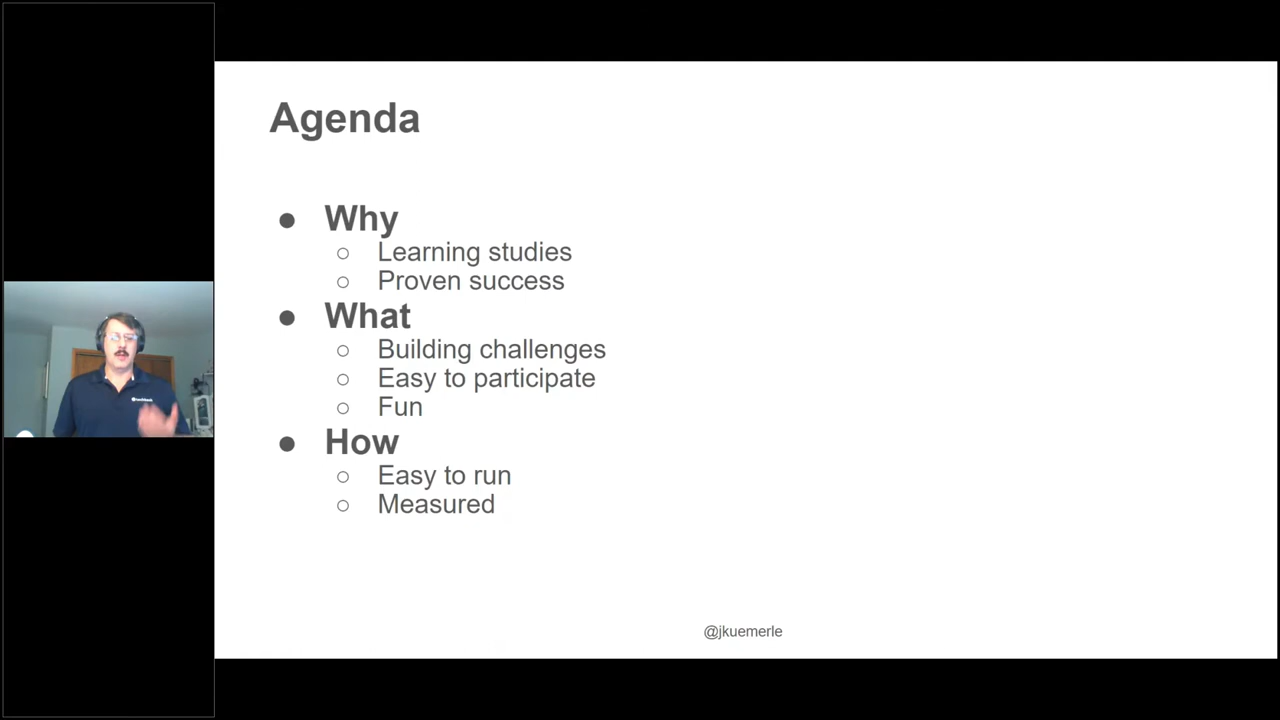 Agenda
● Why
○ Learning studies
○ Proven success
● What
○ Building challenges
○ Easy to participate
○ Fun
● How
○ Easy to run
○ Measured
@jkuemerle